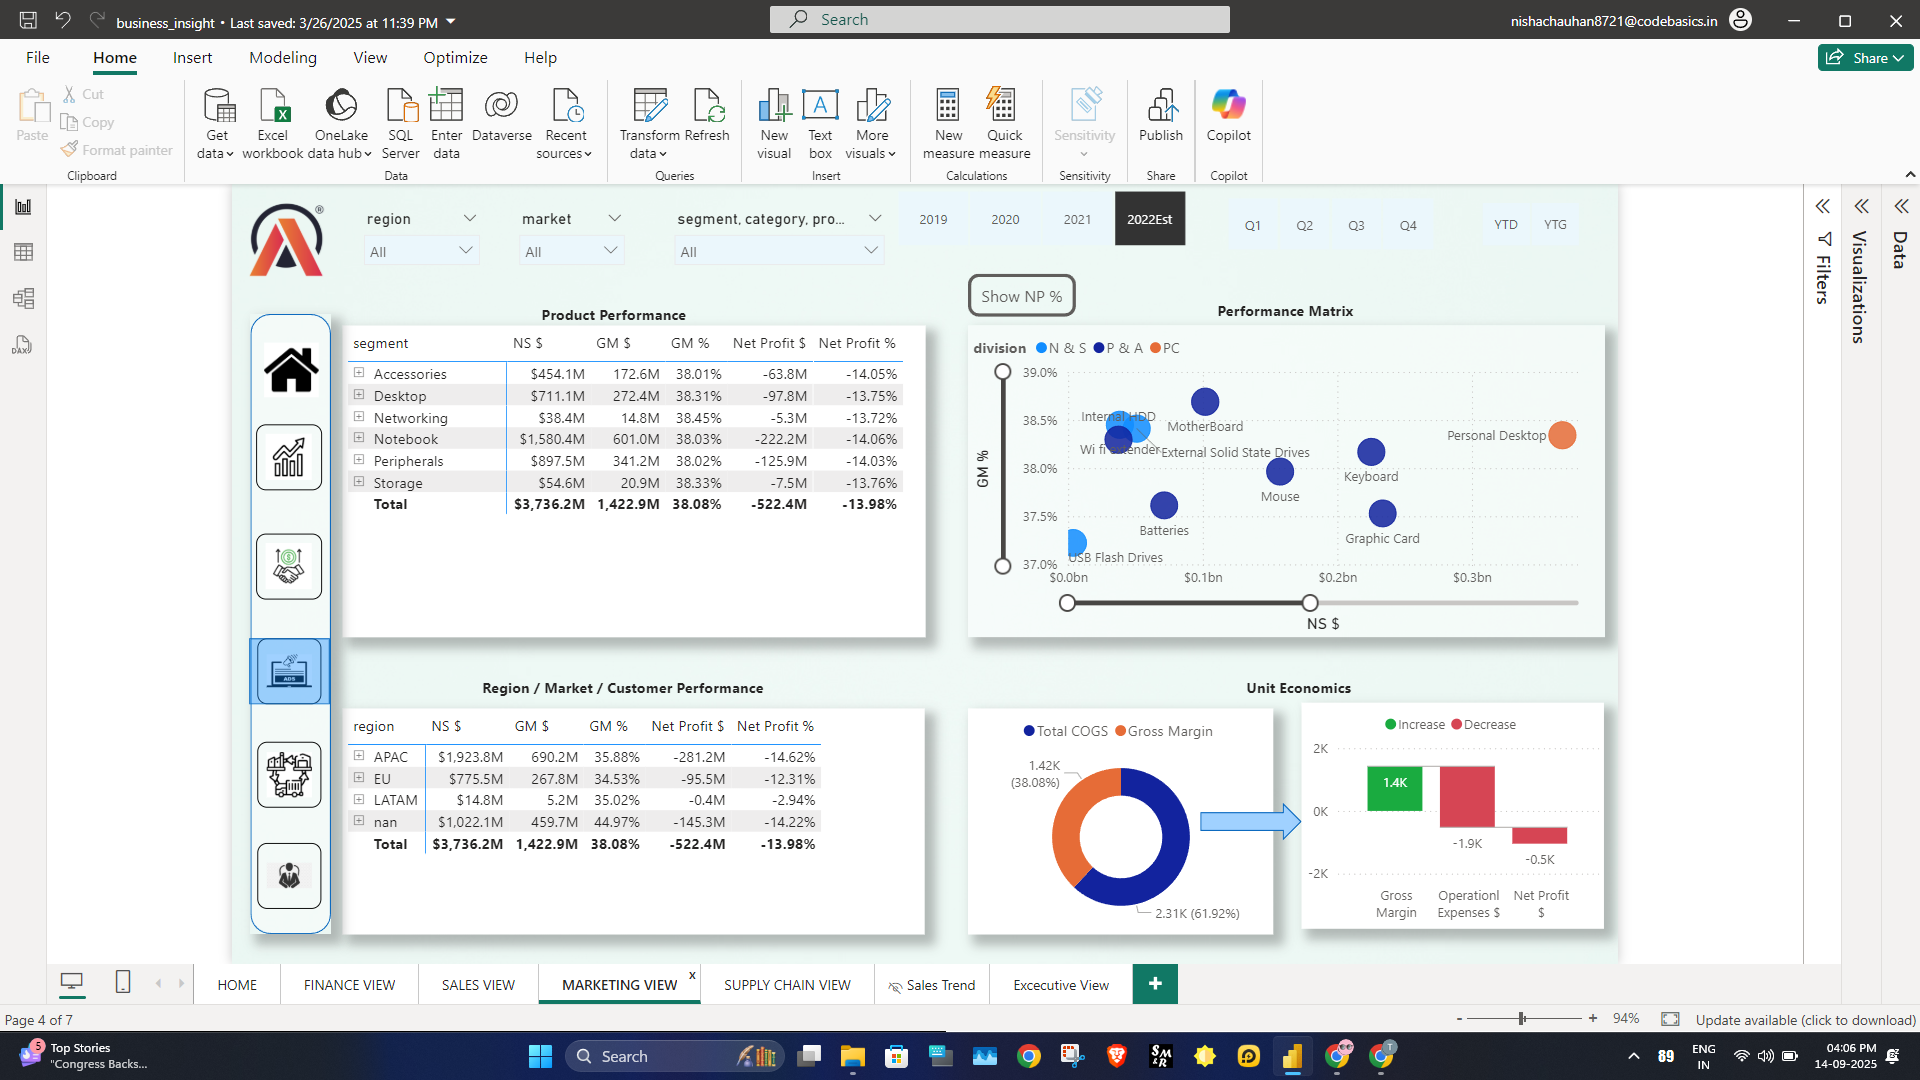 business_insight • Last saved: 3/26/2025 at 11:39 PM
Search
nishachauhan8721@codebasics.in
File Home Insert Modeling View Optimize Help
Share
Paste
Cut
Copy
Format painter
Clipboard
Get data
Excel workbook
OneLake data hub
SQL Server
Enter data
Dataverse
Recent sources
Data
Transform data
Refresh
Queries
New visual
Text box
More visuals
Insert
New measure
Quick measure
Calculations
Sensitivity
Sensitivity
Publish
Share
Copilot
Copilot
region
All
market
All
segment, category, pro...
All
2019 2020 2021 2022Est
Q1 Q2 Q3 Q4
YTD YTG
Filters
Visualizations
Data
DAX
®
Show NP %
Product Performance
segment NS $ GM $ GM % Net Profit $ Net Profit %
Accessories $454.1M 172.6M 38.01% -63.8M -14.05%
Desktop $711.1M 272.4M 38.31% -97.8M -13.75%
Networking $38.4M 14.8M 38.45% -5.3M -13.72%
Notebook $1,580.4M 601.0M 38.03% -222.2M -14.06%
Peripherals $897.5M 341.2M 38.02% -125.9M -14.03%
Storage $54.6M 20.9M 38.33% -7.5M -13.76%
Total $3,736.2M 1,422.9M 38.08% -522.4M -13.98%
Performance Matrix
division N & S P & A PC
GM %
39.0%
38.5%
38.0%
37.5%
37.0%
Internal HDD
MotherBoard
Personal Desktop
Wi fi extender
External Solid State Drives
Keyboard
Mouse
Batteries
Graphic Card
USB Flash Drives
$0.0bn $0.1bn $0.2bn $0.3bn
NS $
ADS
Region / Market / Customer Performance
region NS $ GM $ GM % Net Profit $ Net Profit %
APAC $1,923.8M 690.2M 35.88% -281.2M -14.62%
EU $775.5M 267.8M 34.53% -95.5M -12.31%
LATAM $14.8M 5.2M 35.02% -0.4M -2.94%
nan $1,022.1M 459.7M 44.97% -145.3M -14.22%
Total $3,736.2M 1,422.9M 38.08% -522.4M -13.98%
Unit Economics
Total COGS Gross Margin
1.42K
(38.08%)
2.31K (61.92%)
Increase Decrease
2K
0K
-2K
1.4K
-1.9K
-0.5K
Gross Margin
Operationl Expenses $
Net Profit $
HOME FINANCE VIEW SALES VIEW MARKETING VIEW x SUPPLY CHAIN VIEW Sales Trend Excecutive View +
Page 4 of 7
- + 94%
Update available (click to download)
5
Top Stories
"Congress Backs...
Search
SMLR
T
89
ENG
IN
04:06 PM
14-09-2025